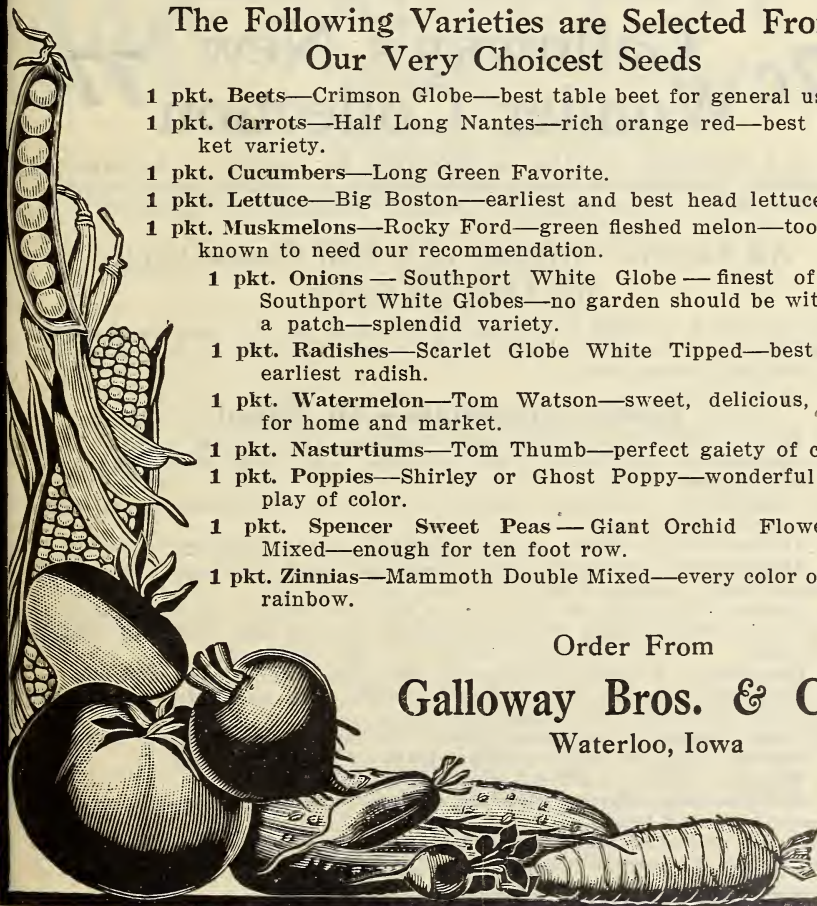 The Following Varieties are Selected Fro
Our Very Choicest Seeds
1 pkt. Beets—Crimson Globe—best table beet for general us
1 pkt. Carrots—Half Long Nantes—rich orange red—best
ket variety.
1 pkt. Cucumbers—Long Green Favorite.
1 pkt. Lettuce—Big Boston—earliest and best head lettuce
1 pkt. Muskmelons—Rocky Ford—green fleshed melon—too
known to need our recommendation.
1 pkt. Onions — Southport White Globe — finest of
Southport White Globes—no garden should be wit
a patch—splendid variety.
1 pkt. Radishes—Scarlet Globe White Tipped—best
earliest radish.
1 pkt. Watermelon—Tom Watson—sweet, delicious,
for home and market.
1 pkt. Nasturtiums—Tom Thumb—perfect gaiety of c
1 pkt. Poppies—Shirley or Ghost Poppy—wonderful
play of color.
1 pkt. Spencer Sweet Peas — Giant Orchid Flowe
Mixed—enough for ten foot row.
1 pkt. Zinnias—Mammoth Double Mixed—every color o
rainbow.
Order From
Galloway Bros. & C
Waterloo, Iowa